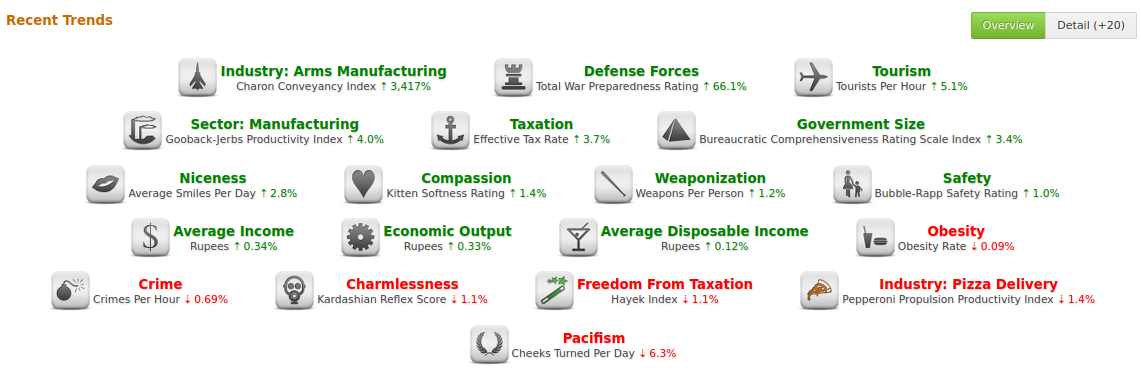 Recent Trends
Overview Detail (+20)
Industry: Arms Manufacturing
Charon Conveyancy Index ↑ 3,417%
Defense Forces
Total War Preparedness Rating ↑ 66.1%
Tourism
Tourists Per Hour ↑ 5.1%
Sector: Manufacturing
Gooback-Jerbs Productivity Index ↑ 4.0%
Taxation
Effective Tax Rate ↑ 3.7%
Government Size
Bureaucratic Comprehensiveness Rating Scale Index ↑ 3.4%
Niceness
Average Smiles Per Day ↑ 2.8%
Compassion
Kitten Softness Rating ↑ 1.4%
Weaponization
Weapons Per Person ↑ 1.2%
Safety
Bubble-Rapp Safety Rating ↑ 1.0%
Average Income
Rupees ↑ 0.34%
Economic Output
Rupees ↑ 0.33%
Average Disposable Income
Rupees ↑ 0.12%
Obesity
Obesity Rate ↓ 0.09%
Crime
Crimes Per Hour ↓ 0.69%
Charmlessness
Kardashian Reflex Score ↓ 1.1%
Freedom From Taxation
Hayek Index ↓ 1.1%
Industry: Pizza Delivery
Pepperoni Propulsion Productivity Index ↓ 1.4%
Pacifism
Cheeks Turned Per Day ↓ 6.3%